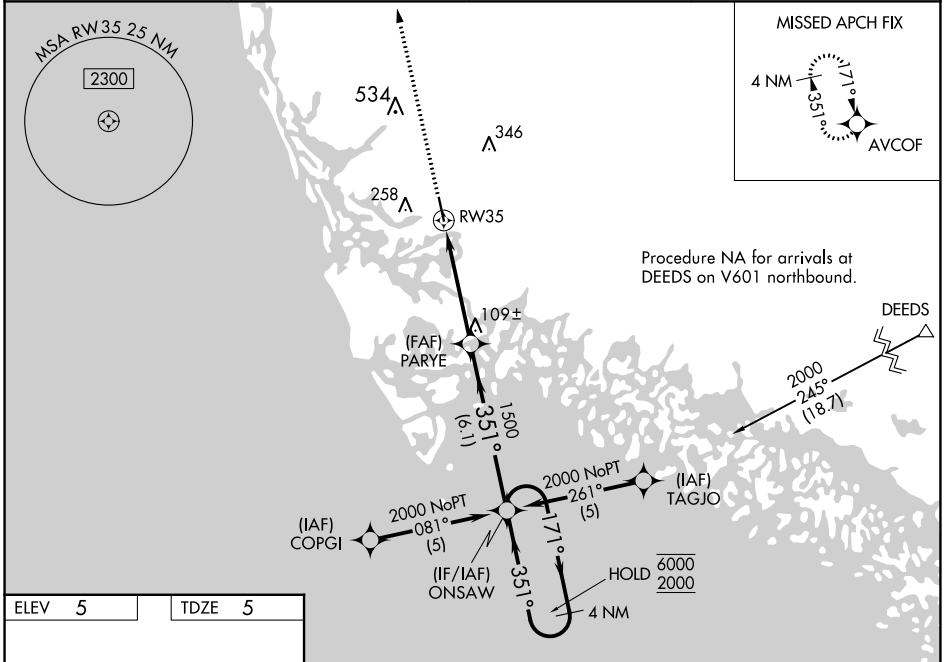 MSA RW35 25 NM
2300
MISSED APCH FIX
4 NM
171°
351°
AVCOF
534
346
258
RW35
Procedure NA for arrivals at
DEEDS on V601 northbound.
DEEDS
2000
245°
(18.7)
109±
(FAF)
PARYE
1500
351°
(6.1)
2000 NoPT
261°
(5)
(IAF)
TAGJO
(IAF)
COPGI
2000 NoPT
081°
(5)
171°
(IF/IAF)
ONSAW
351°
HOLD
6000
2000
4 NM
ELEV 5
TDZE 5